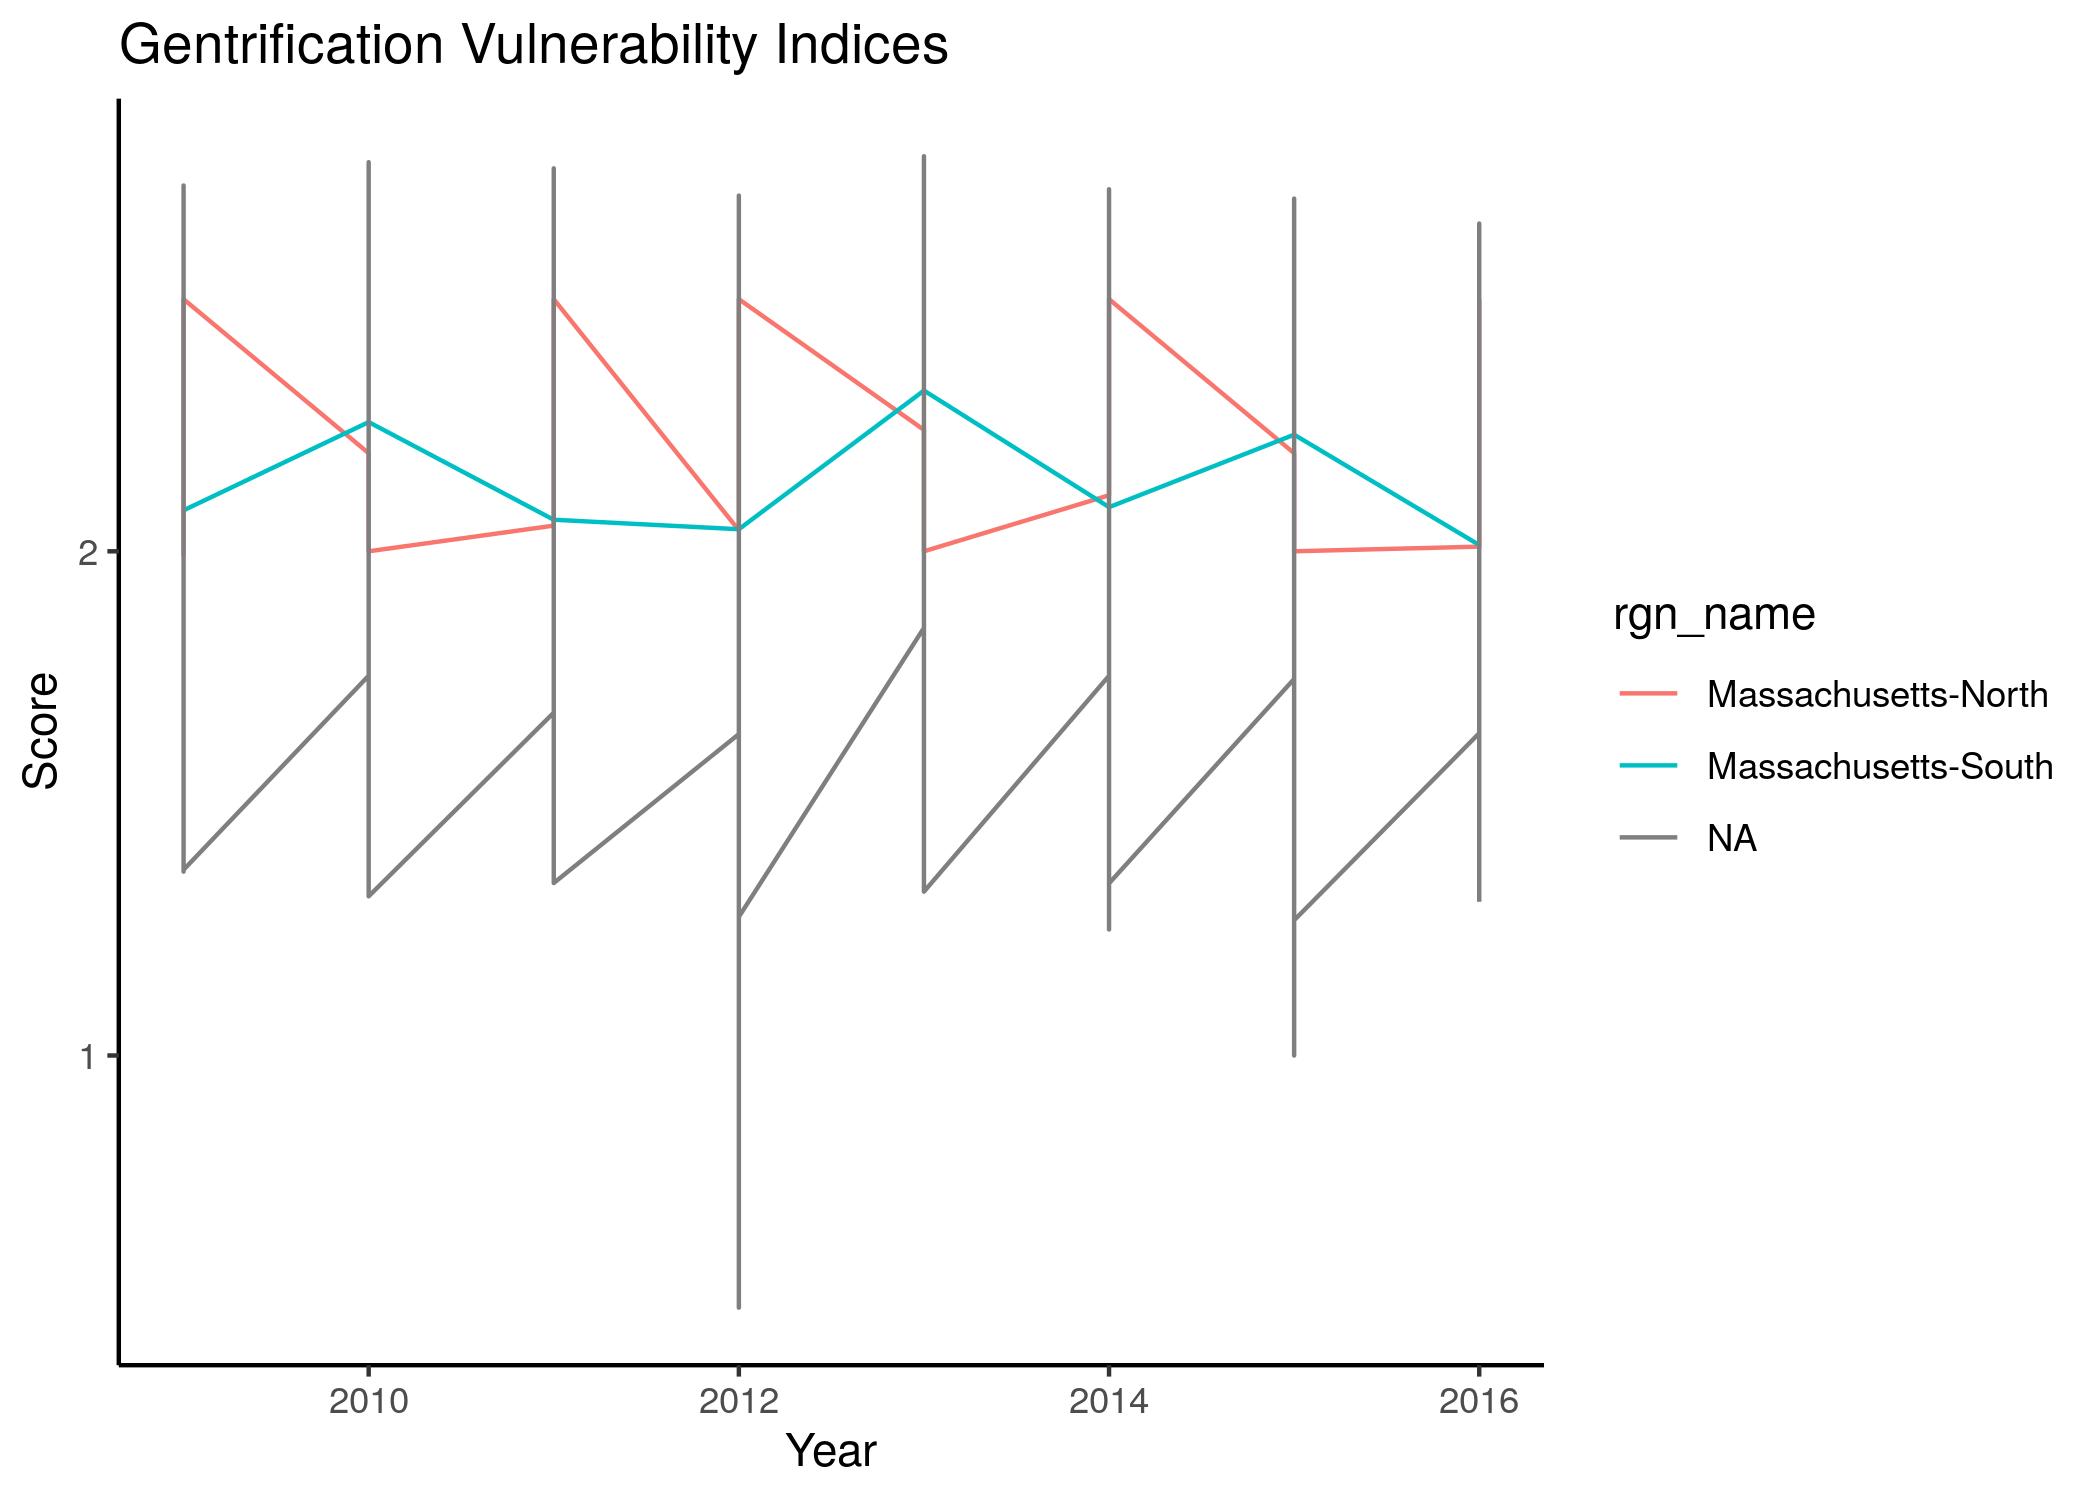 Gentrification Vulnerability Indices
Score
2
1
2010
2012
2014
2016
Year
rgn_name
Massachusetts-North
Massachusetts-South
NA